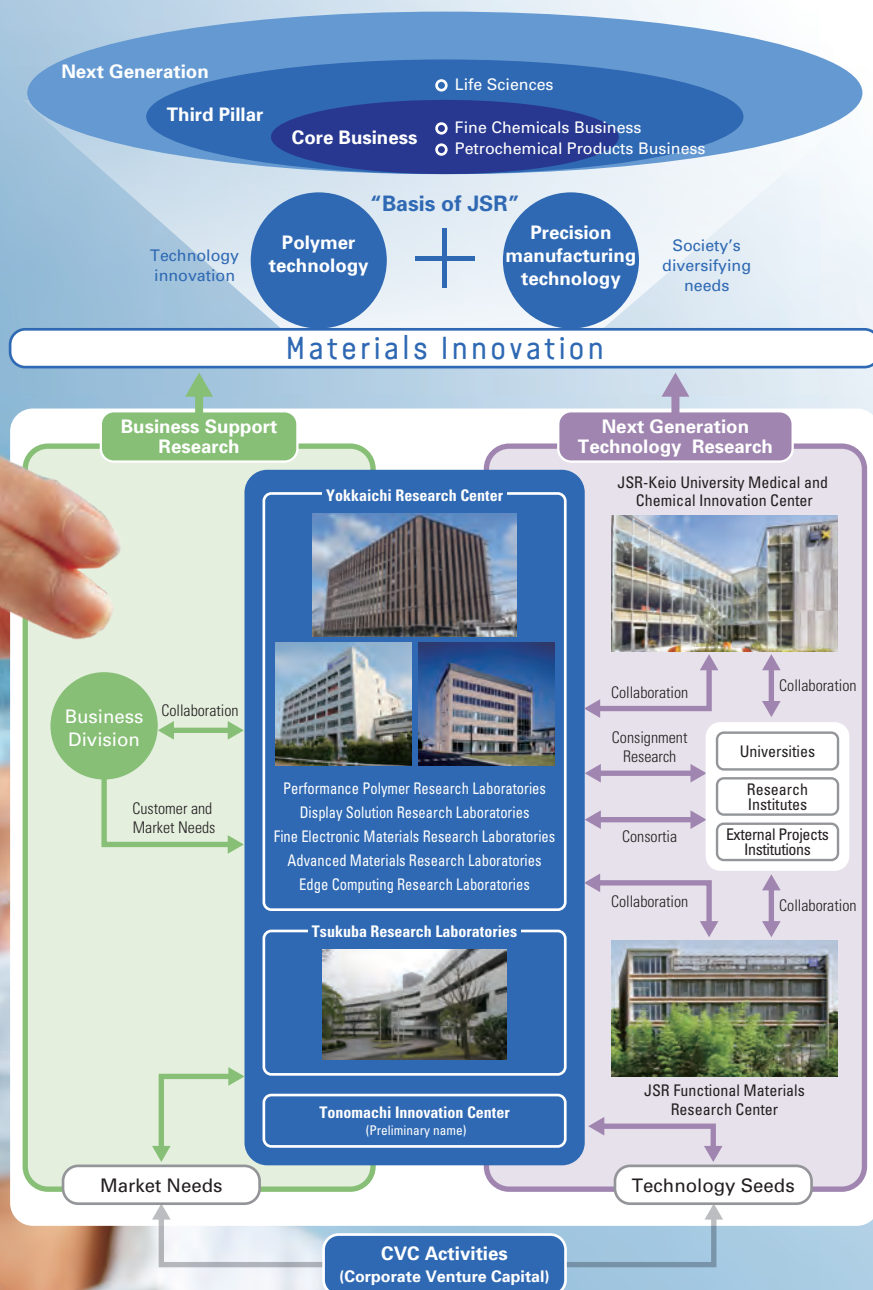 Next Generation
Life Sciences
Third Pillar
Core Business
Fine Chemicals Business
Petrochemical Products Business
"Basis of JSR"
Technology
innovation
Polymer
technology
Precision
manufacturing
technology
Society's
diversifying
needs
Materials Innovation
Business Support
Research
Next Generation
Technology Research
Yokkaichi Research Center
JSR-Keio University Medical and
Chemical Innovation Center
Business
Division
Collaboration
Customer and
Market Needs
Performance Polymer Research Laboratories
Display Solution Research Laboratories
Fine Electronic Materials Research Laboratories
Advanced Materials Research Laboratories
Edge Computing Research Laboratories
Collaboration
Collaboration
Consignment
Research
Universities
Research
Institutes
External Projects
Institutions
Consortia
Collaboration
Collaboration
Tsukuba Research Laboratories
JSR Functional Materials
Research Center
Tonomachi Innovation Center
(Preliminary name)
Market Needs
Technology Seeds
CVC Activities
(Corporate Venture Capital)